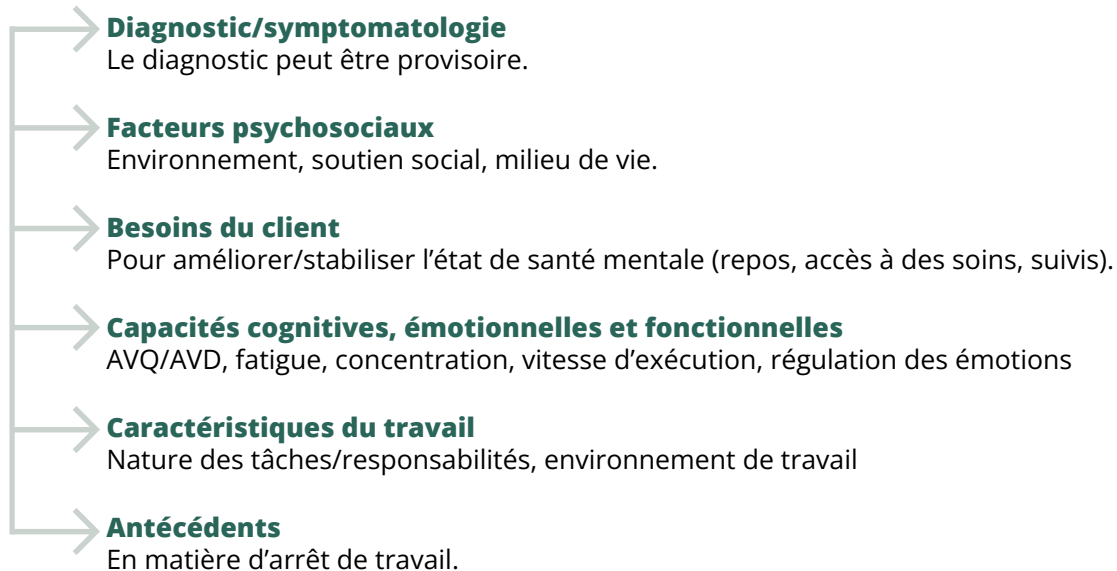 Diagnostic/symptomatologie
Le diagnostic peut être provisoire.
Facteurs psychosociaux
Environnement, soutien social, milieu de vie.
Besoins du client
Pour améliorer/stabiliser l’état de santé mentale (repos, accès à des soins, suivis).
Capacités cognitives, émotionnelles et fonctionnelles
AVQ/AVD, fatigue, concentration, vitesse d’exécution, régulation des émotions
Caractéristiques du travail
Nature des tâches/responsabilités, environnement de travail
Antécédents
En matière d’arrêt de travail.